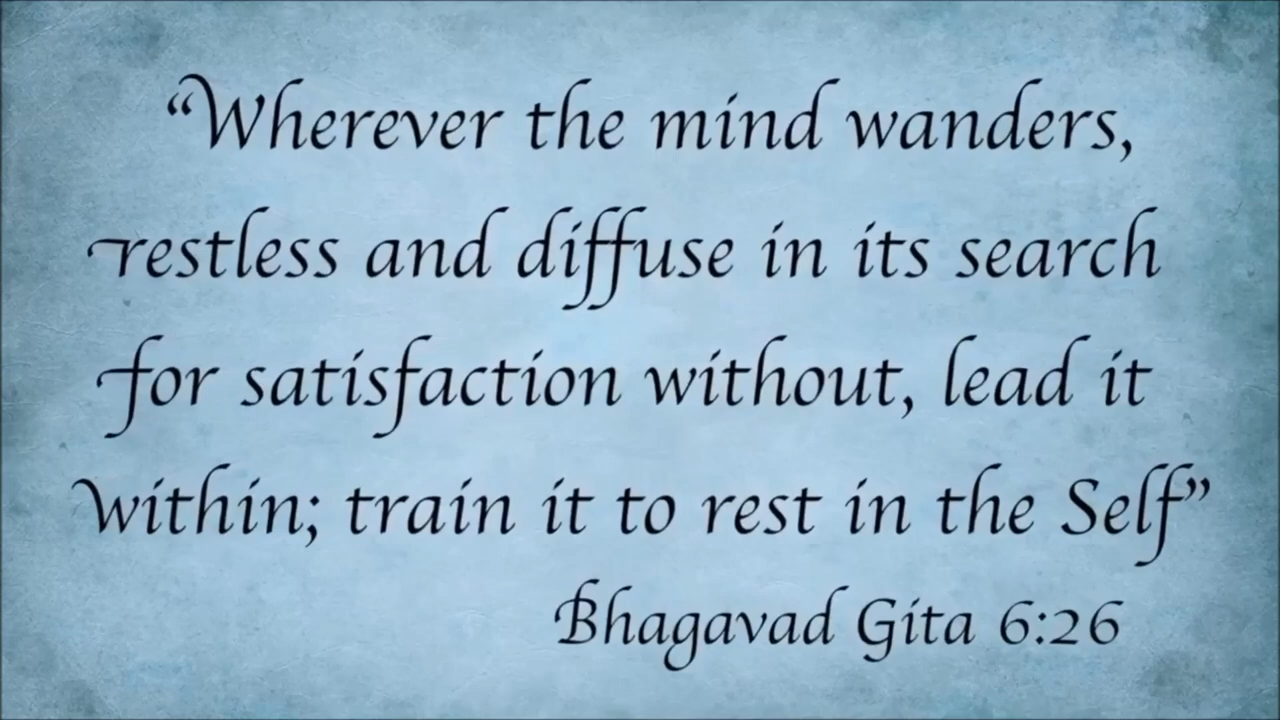 “Wherever the mind wanders,
restless and diffuse in its search
for satisfaction without, lead it
within; train it to rest in the Self”
Bhagavad Gita 6:26